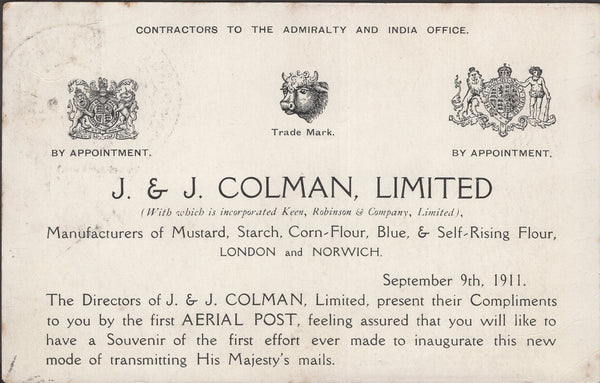 CONTRACTORS TO THE ADMIRALTY AND INDIA OFFICE.
Trade Mark.
BY APPOINTMENT. BY APPOINTMENT.
J. & J. COLMAN, LIMITED
(With which is incorporated Keen, Robinson & Company, Limited),
Manufacturers of Mustard, Starch, Corn-Flour, Blue, & Self-Rising Flour,
LONDON and NORWICH.
September 9th, 1911.
The Directors of J. & J. COLMAN, Limited, present their Compliments
to you by the first AERIAL POST, feeling assured that you will like to
have a Souvenir of the first effort ever made to inaugurate this new
mode of transmitting His Majesty's mails.